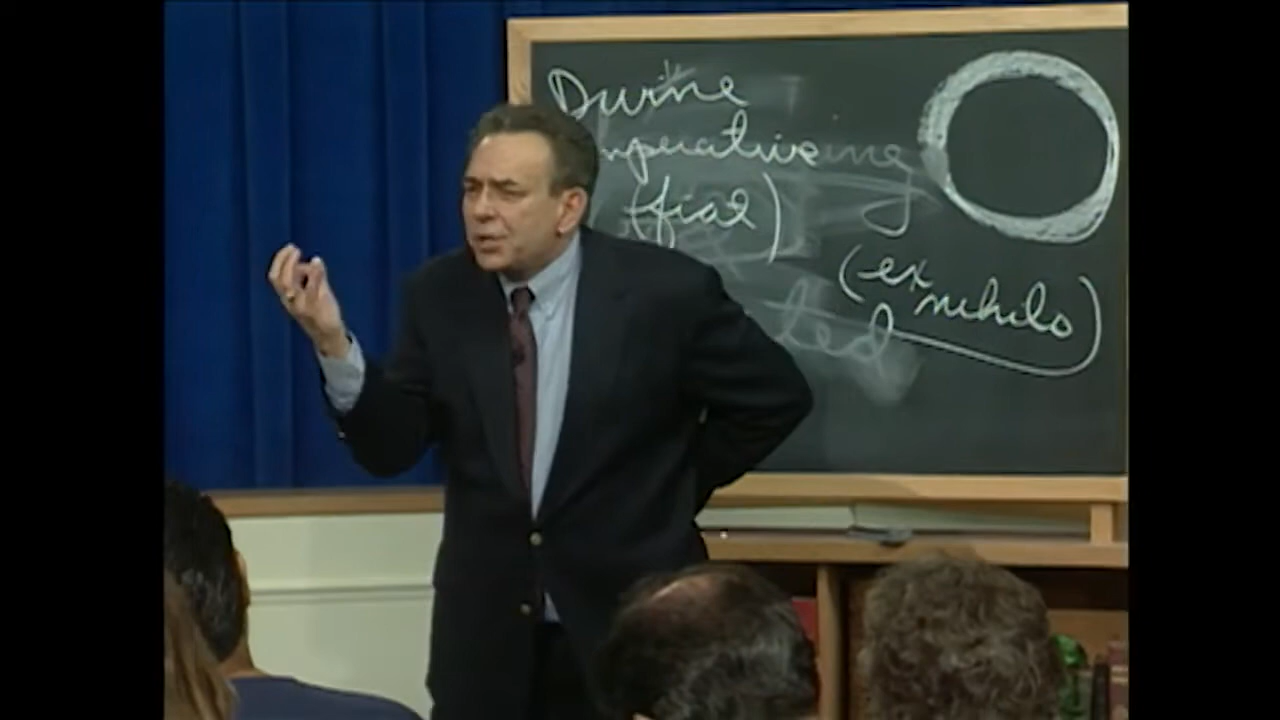 Divine
Imperative
(fiat)
(ex
nihilo)